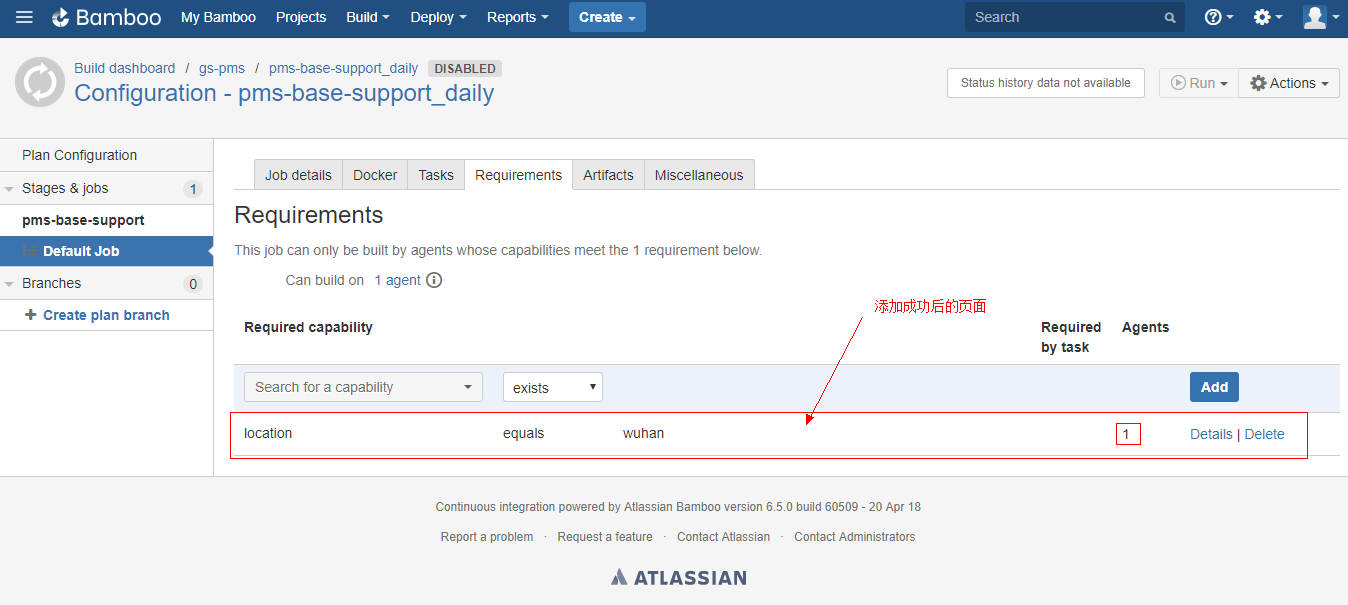 Bamboo My Bamboo Projects Build Deploy Reports Create Search
Build dashboard / gs-pms / pms-base-support_daily DISABLED
Configuration - pms-base-support_daily
Status history data not available Run Actions
Plan Configuration
Stages & jobs 1
pms-base-support
Default Job
Branches 0
Create plan branch
Job details Docker Tasks Requirements Artifacts Miscellaneous
Requirements
This job can only be built by agents whose capabilities meet the 1 requirement below.
Can build on 1 agent
添加成功后的页面
Required capability Required by task Agents
Search for a capability exists Add
location equals wuhan 1 Details | Delete
Continuous integration powered by Atlassian Bamboo version 6.5.0 build 60509 - 20 Apr 18
Report a problem · Request a feature · Contact Atlassian · Contact Administrators
ATLASSIAN